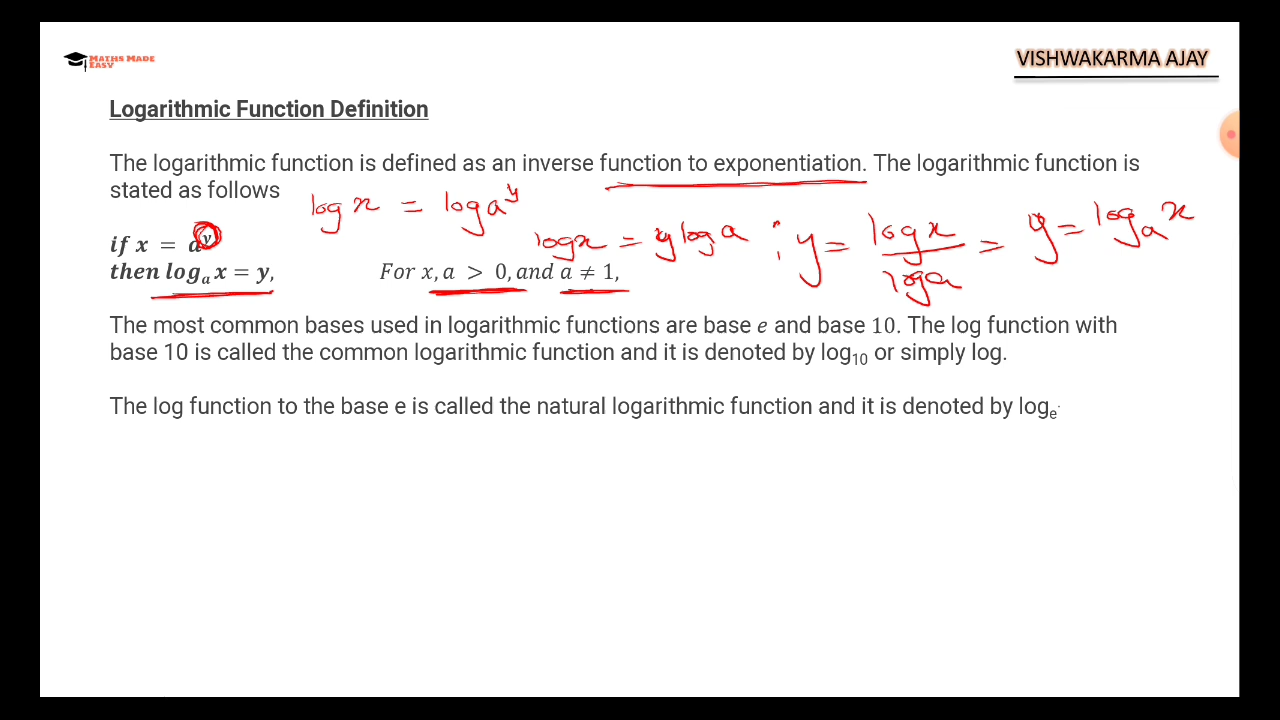 MATHS MADE
EASY
VISHWAKARMA AJAY
Logarithmic Function Definition
The logarithmic function is defined as an inverse function to exponentiation. The logarithmic function is
stated as follows
log x = log a^y
if x = a^y
log x = y log a ; y = log x / log a = y = log_a x
then log_a x = y, For x, a > 0, and a ≠ 1,
The most common bases used in logarithmic functions are base e and base 10. The log function with
base 10 is called the common logarithmic function and it is denoted by log₁₀ or simply log.
The log function to the base e is called the natural logarithmic function and it is denoted by logₑ.